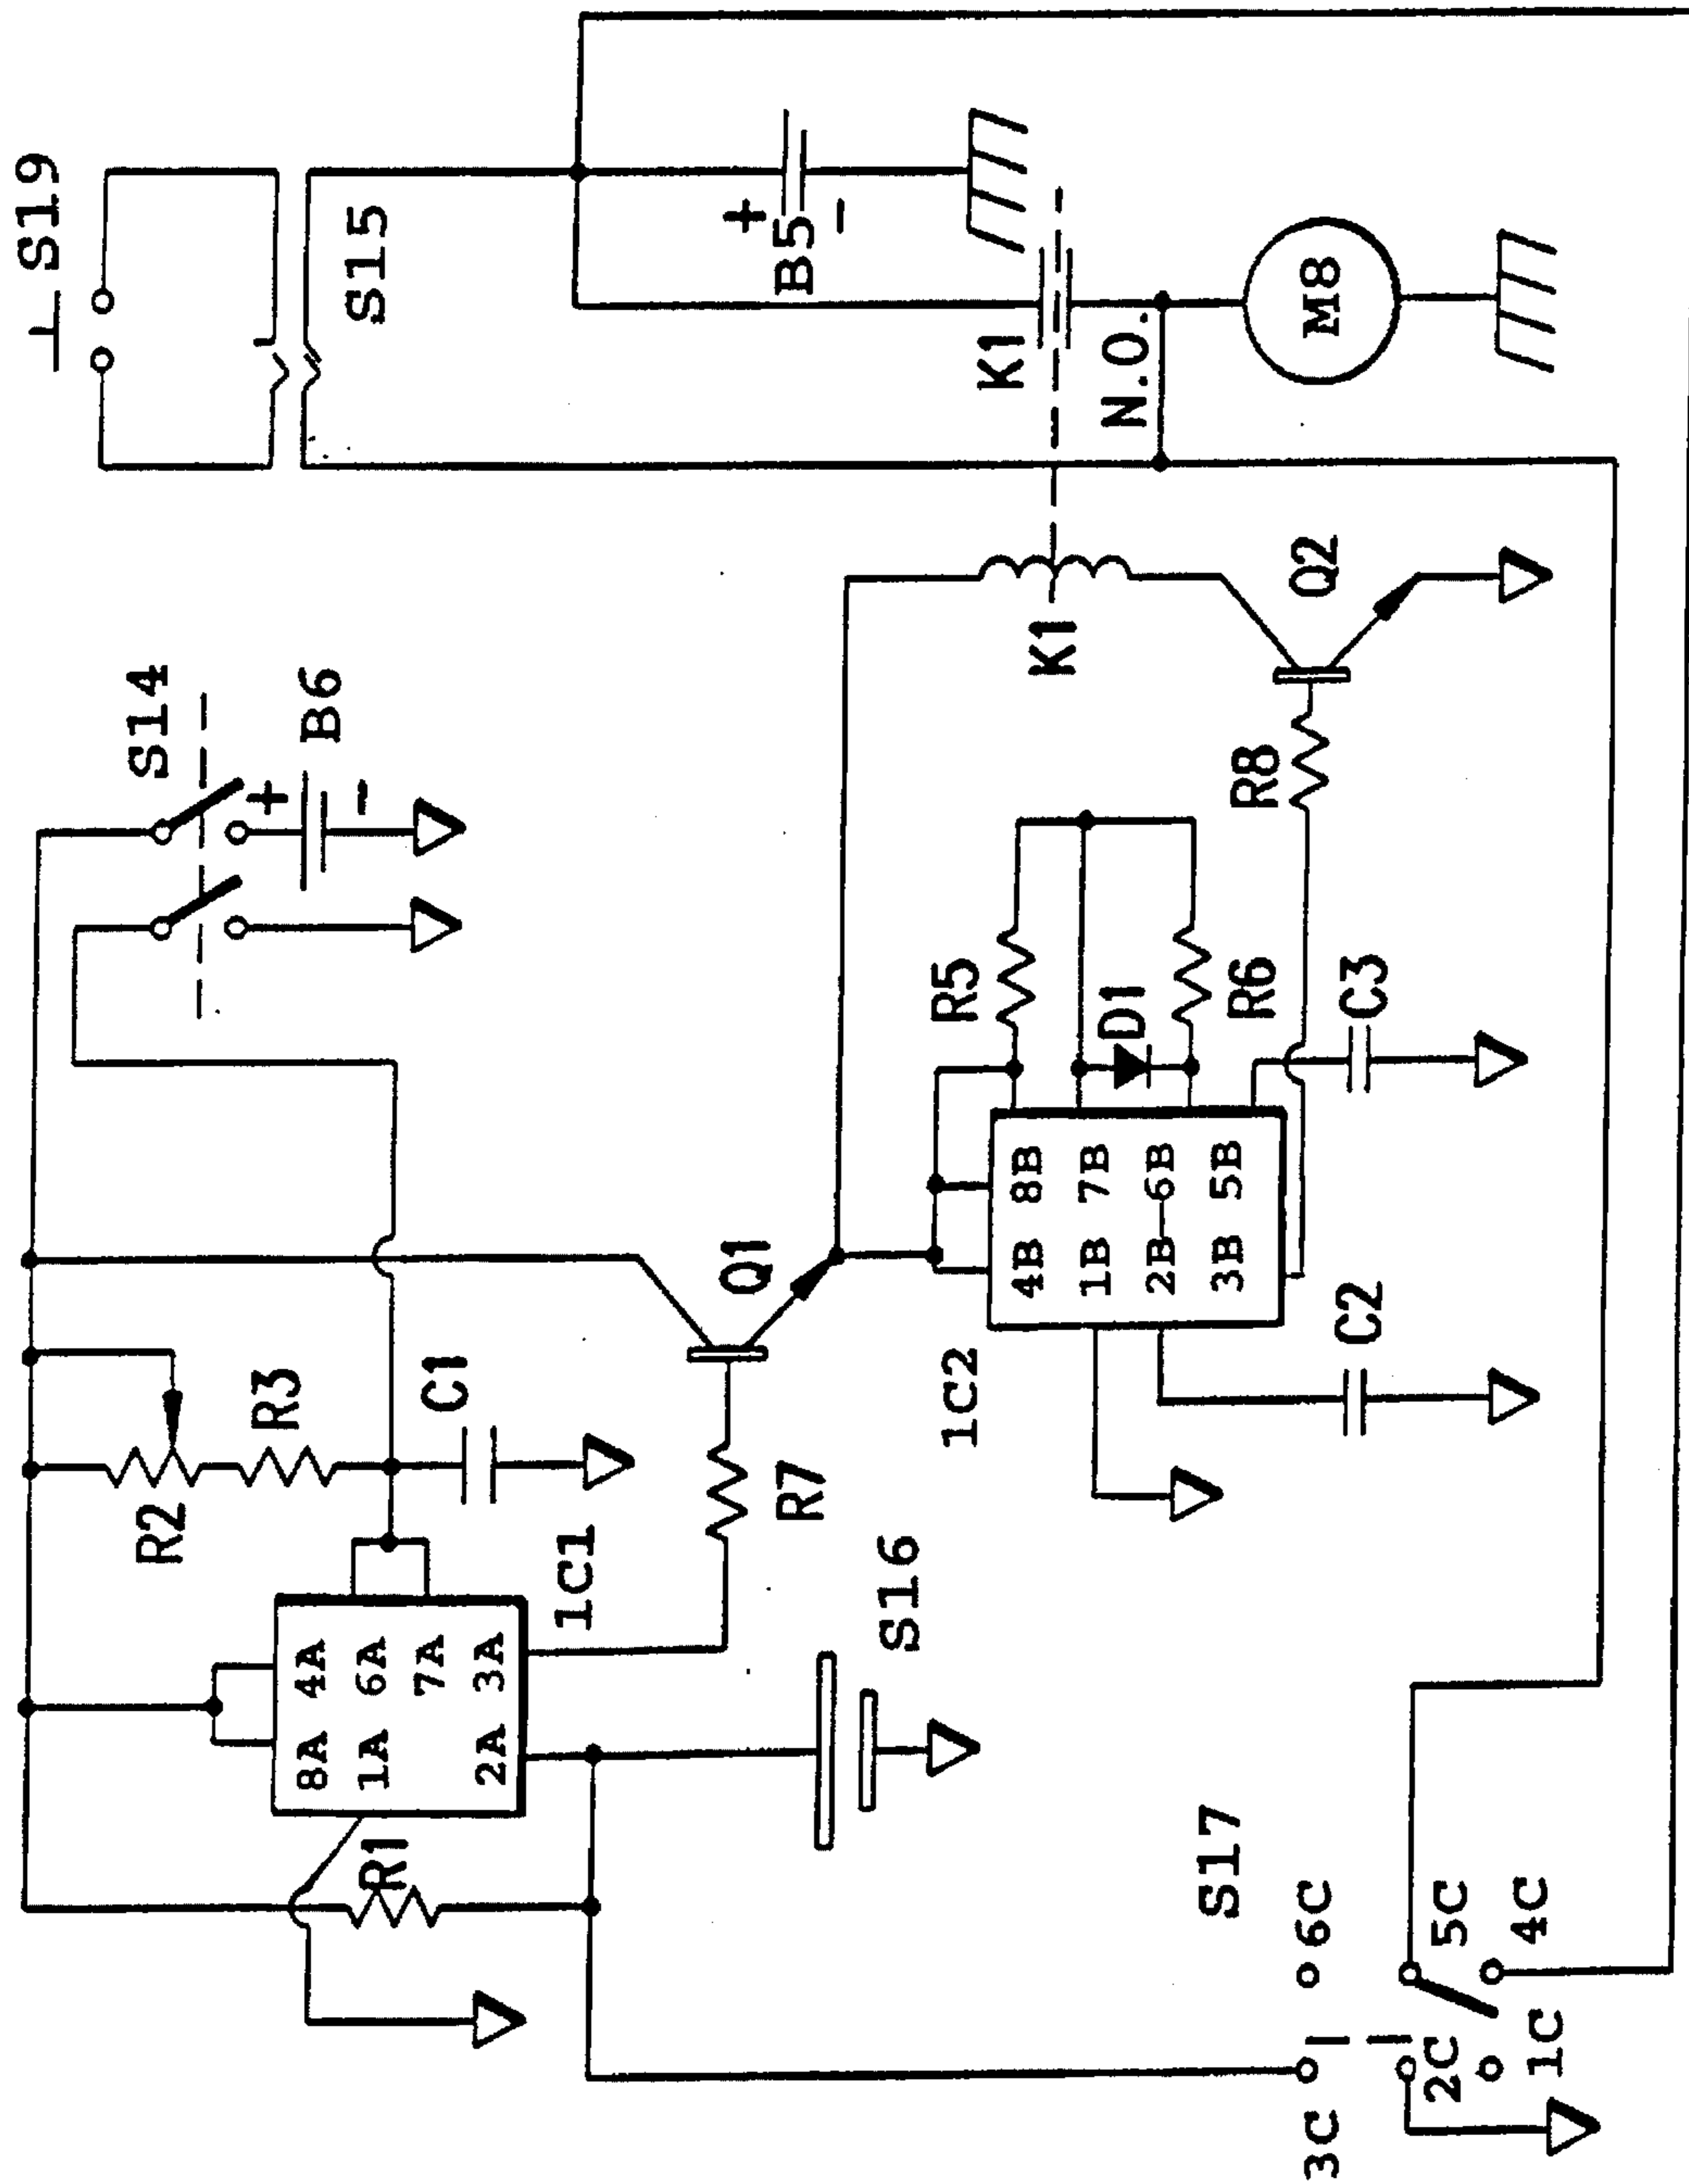 S19
S14
+
B6
-
S15
+
B5
-
R2
R3
C1
1C1
8A 4A
1A 6A
7A
2A 3A
R1
Q1
R7
S16
K1
N.O.
M8
K1
Q2
R8
R5
D1
R6
C3
1C2
4B 8B
1B 7B
2B—6B
3B 5B
C2
S17
3C
6C
2C
5C
1C
4C